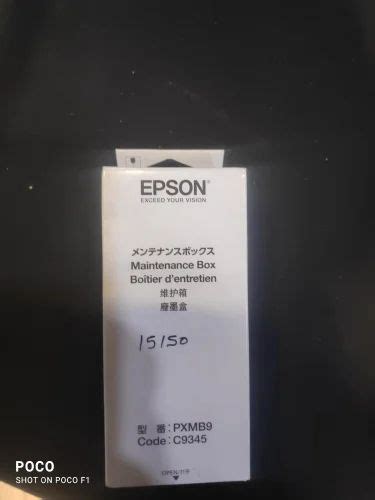 EPSON
EXCEED YOUR VISION
メンテナンスボックス
Maintenance Box
Boîtier d'entretien
维护箱
廢墨盒
15150
型 番 : PXMB9
Code : C9345
POCO
SHOT ON POCO F1